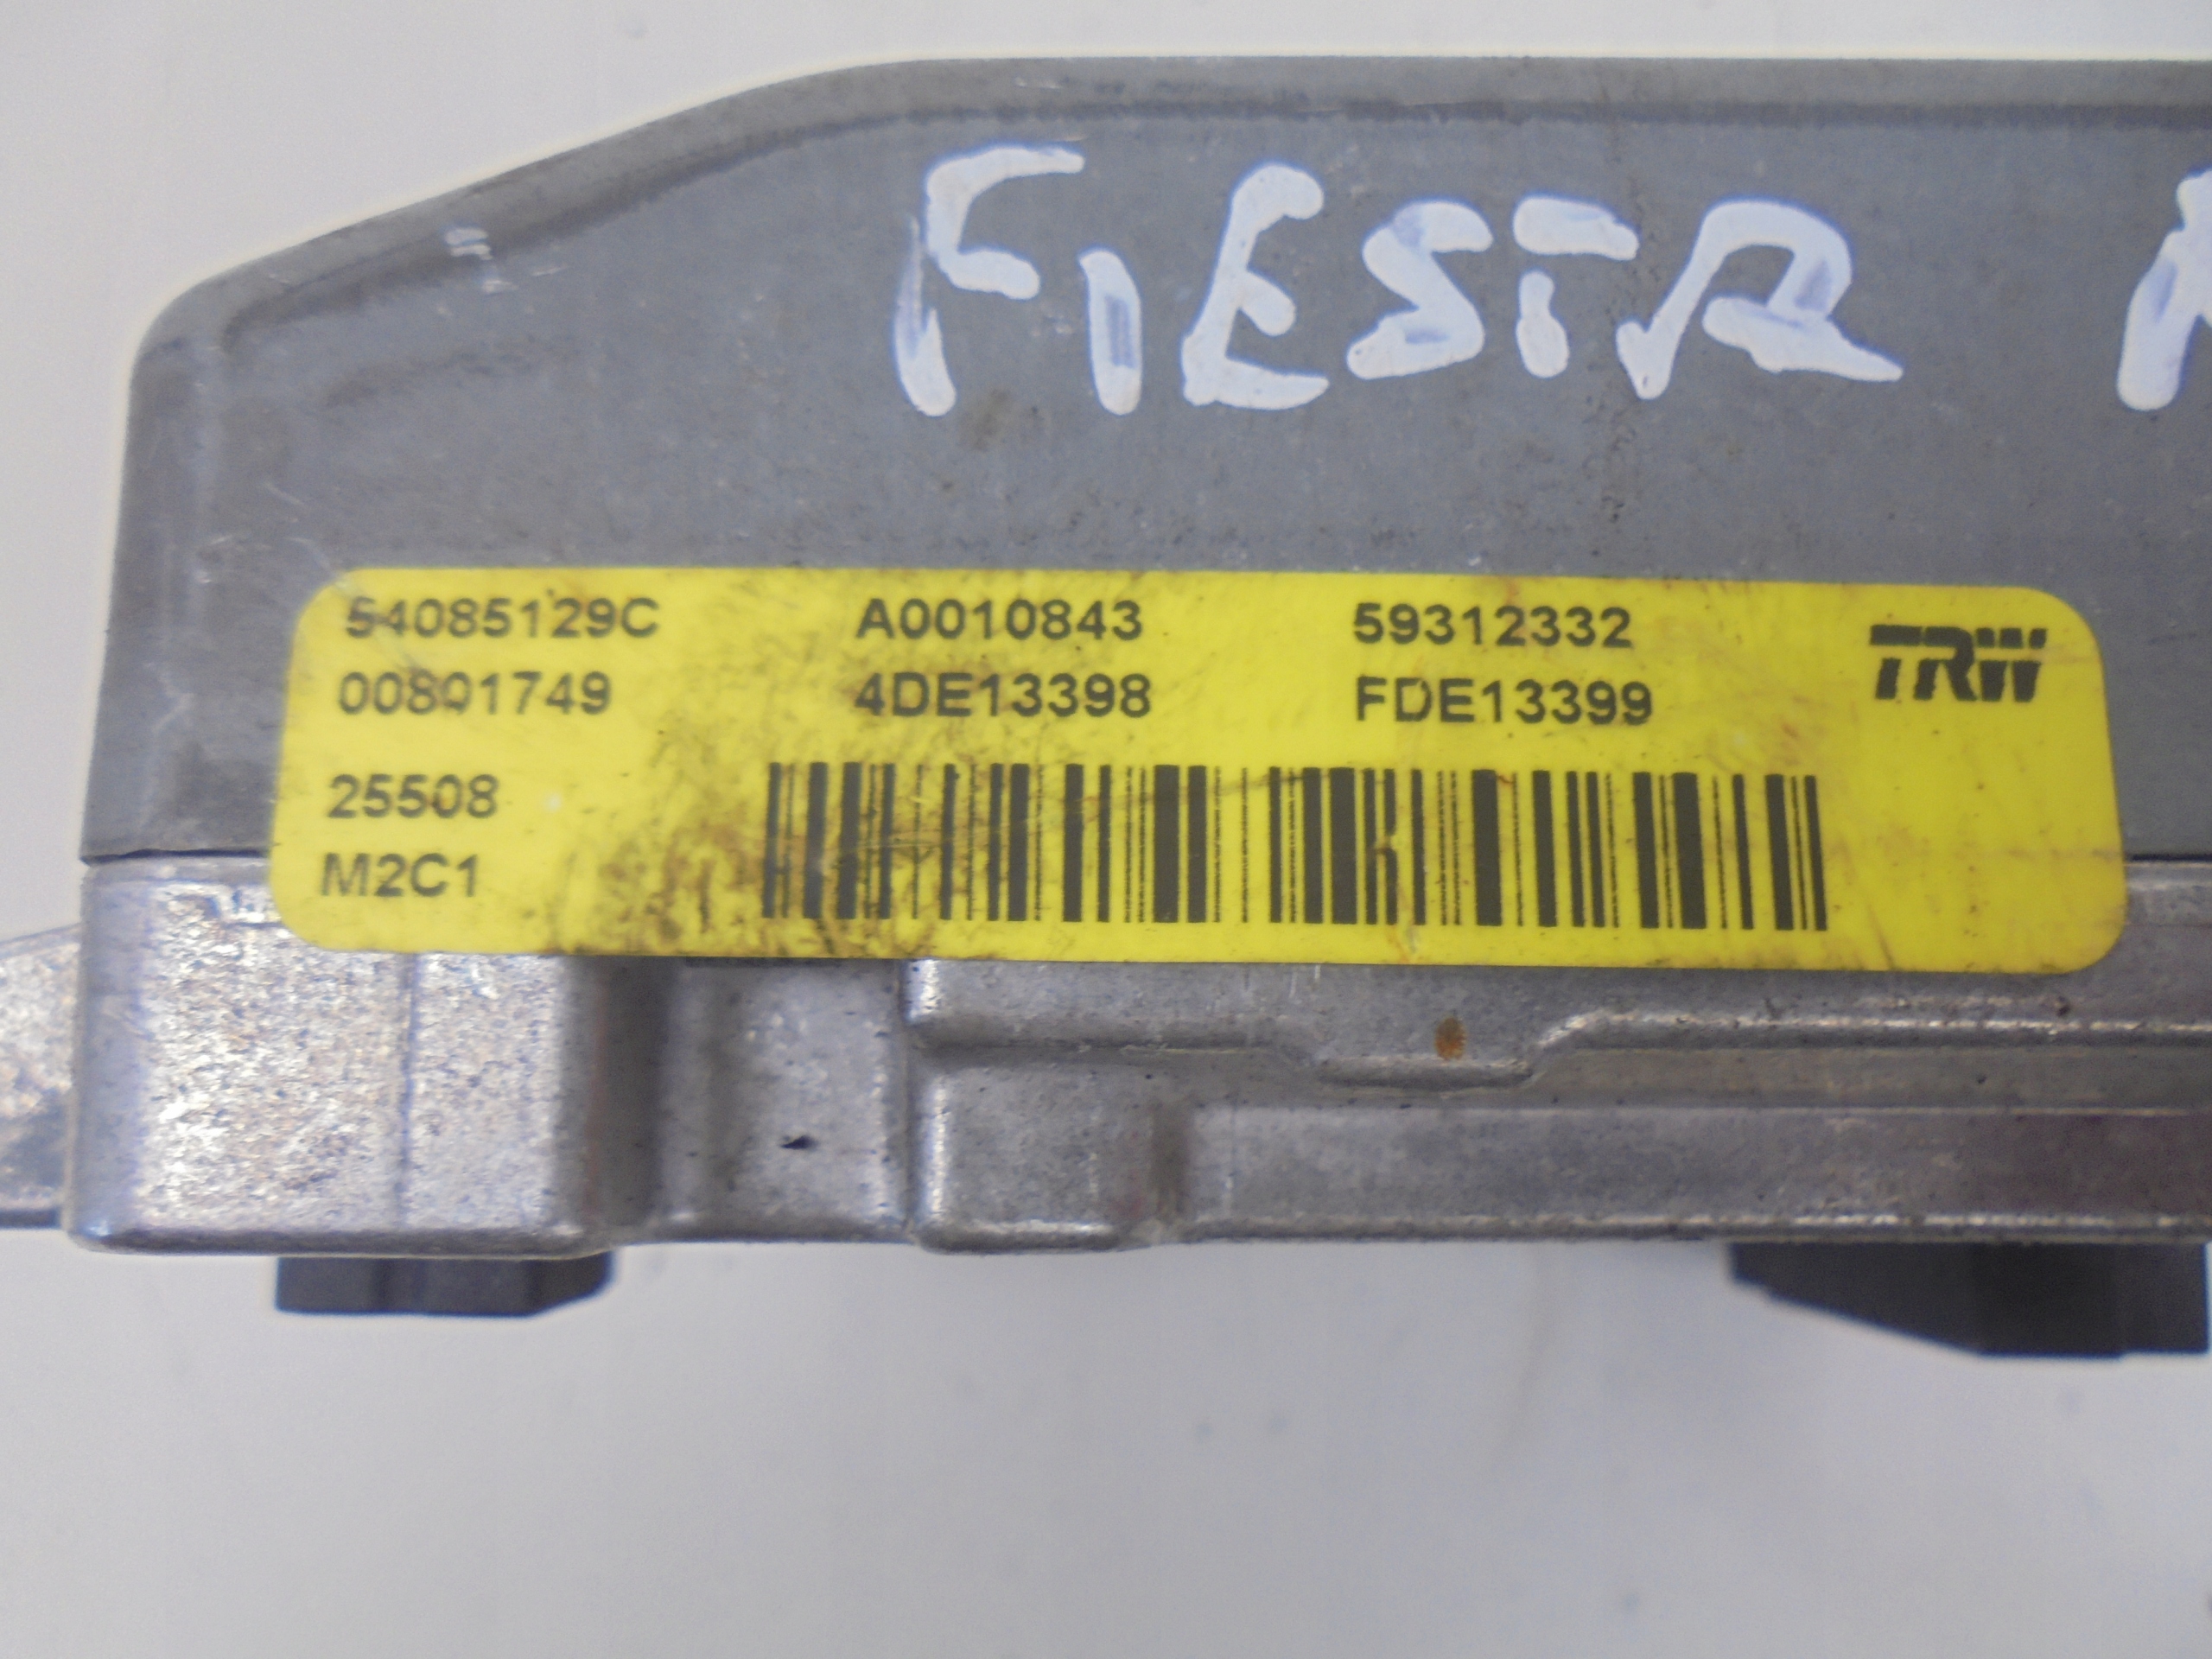 FIESTA
54085129C A0010843 59312332 TRW
00801749 4DE13398 FDE13399
25508
M2C1